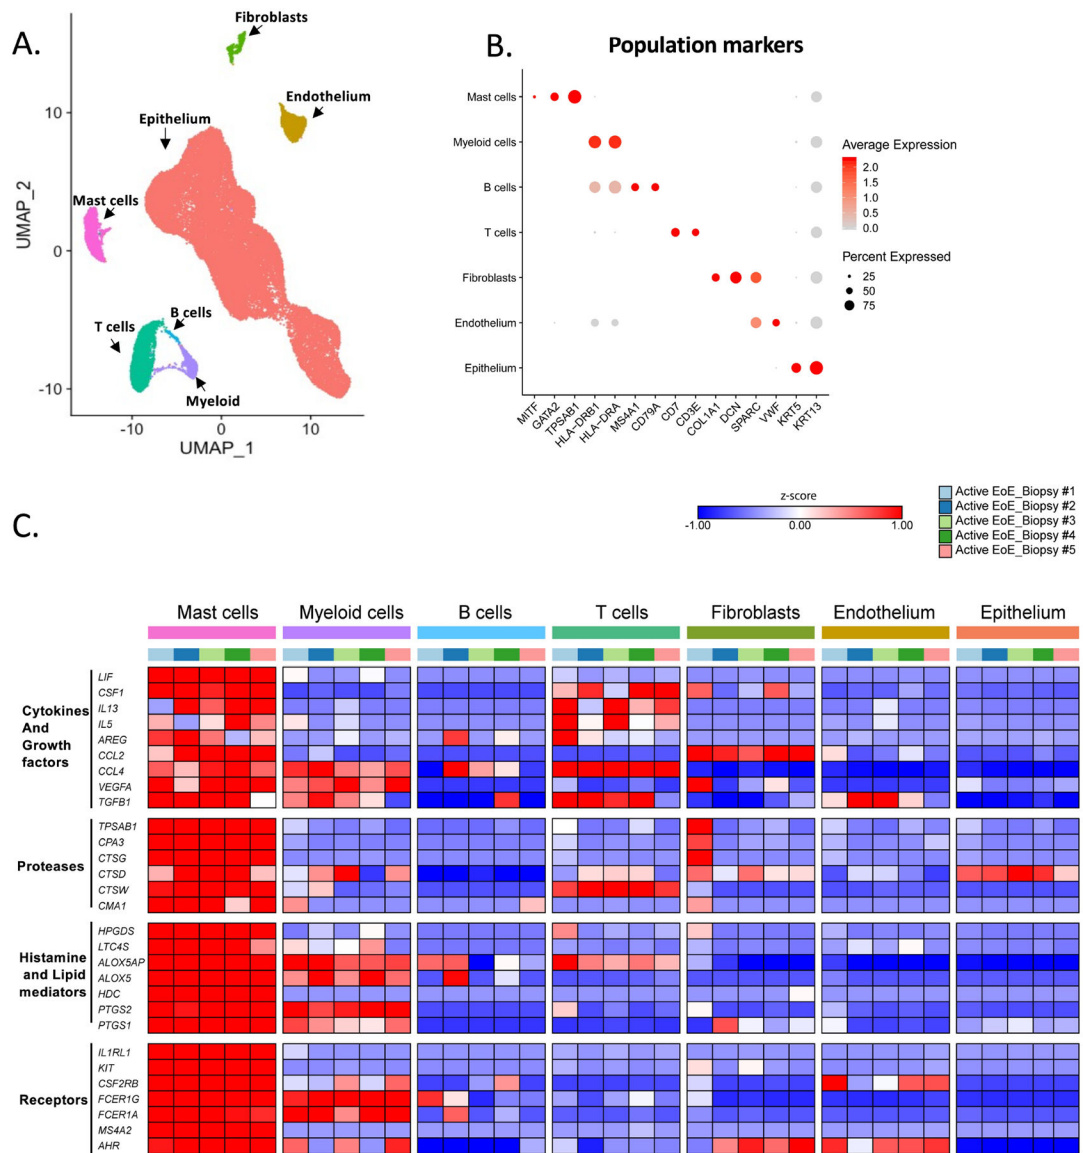 A.
Fibroblasts
Endothelium
Epithelium
Mast cells
B cells
T cells
Myeloid
10
0
-10
UMAP_2
-10
0
10
UMAP_1
B.
Population markers
Mast cells
Myeloid cells
B cells
T cells
Fibroblasts
Endothelium
Epithelium
MITF
GATA2
TPSAB1
HLA−DRB1
HLA−DRA
MS4A1
CD79A
CD7
CD3E
COL1A1
DCN
SPARC
VWF
KRT5
KRT13
Average Expression
2.0
1.5
1.0
0.5
0.0
Percent Expressed
25
50
75
C.
z-score
-1.00 0.00 1.00
Active EoE_Biopsy #1
Active EoE_Biopsy #2
Active EoE_Biopsy #3
Active EoE_Biopsy #4
Active EoE_Biopsy #5
Mast cells Myeloid cells B cells T cells Fibroblasts Endothelium Epithelium
Cytokines
And
Growth
factors
LIF
CSF1
IL13
IL5
AREG
CCL2
CCL4
VEGFA
TGFB1
Proteases
TPSAB1
CPA3
CTSG
CTSD
CTSW
CMA1
Histamine
and Lipid
mediators
HPGDS
LTC4S
ALOX5AP
ALOX5
HDC
PTGS2
PTGS1
Receptors
IL1RL1
KIT
CSF2RB
FCER1G
FCER1A
MS4A2
AHR